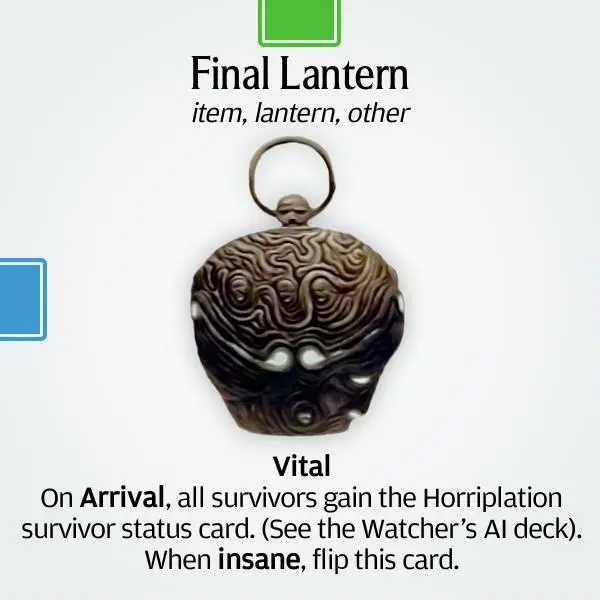 Final Lantern
item, lantern, other
Vital
On Arrival, all survivors gain the Horriplation
survivor status card. (See the Watcher’s AI deck).
When insane, flip this card.